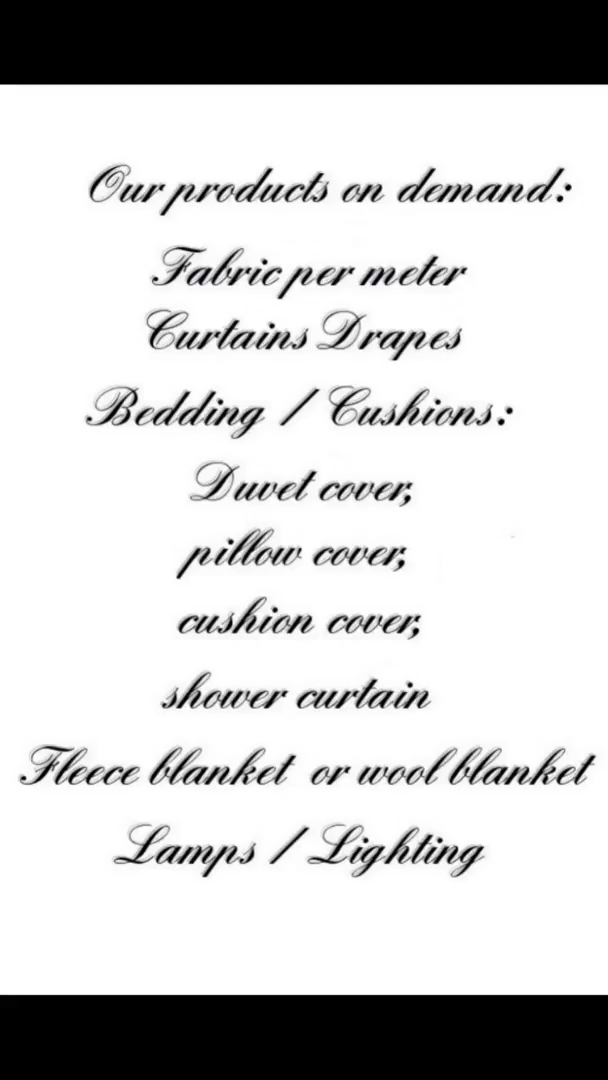 Our products on demand:
Fabric per meter
Curtains Drapes
Bedding / Cushions:
Duvet cover,
pillow cover,
cushion cover,
shower curtain
Fleece blanket or wool blanket
Lamps / Lighting